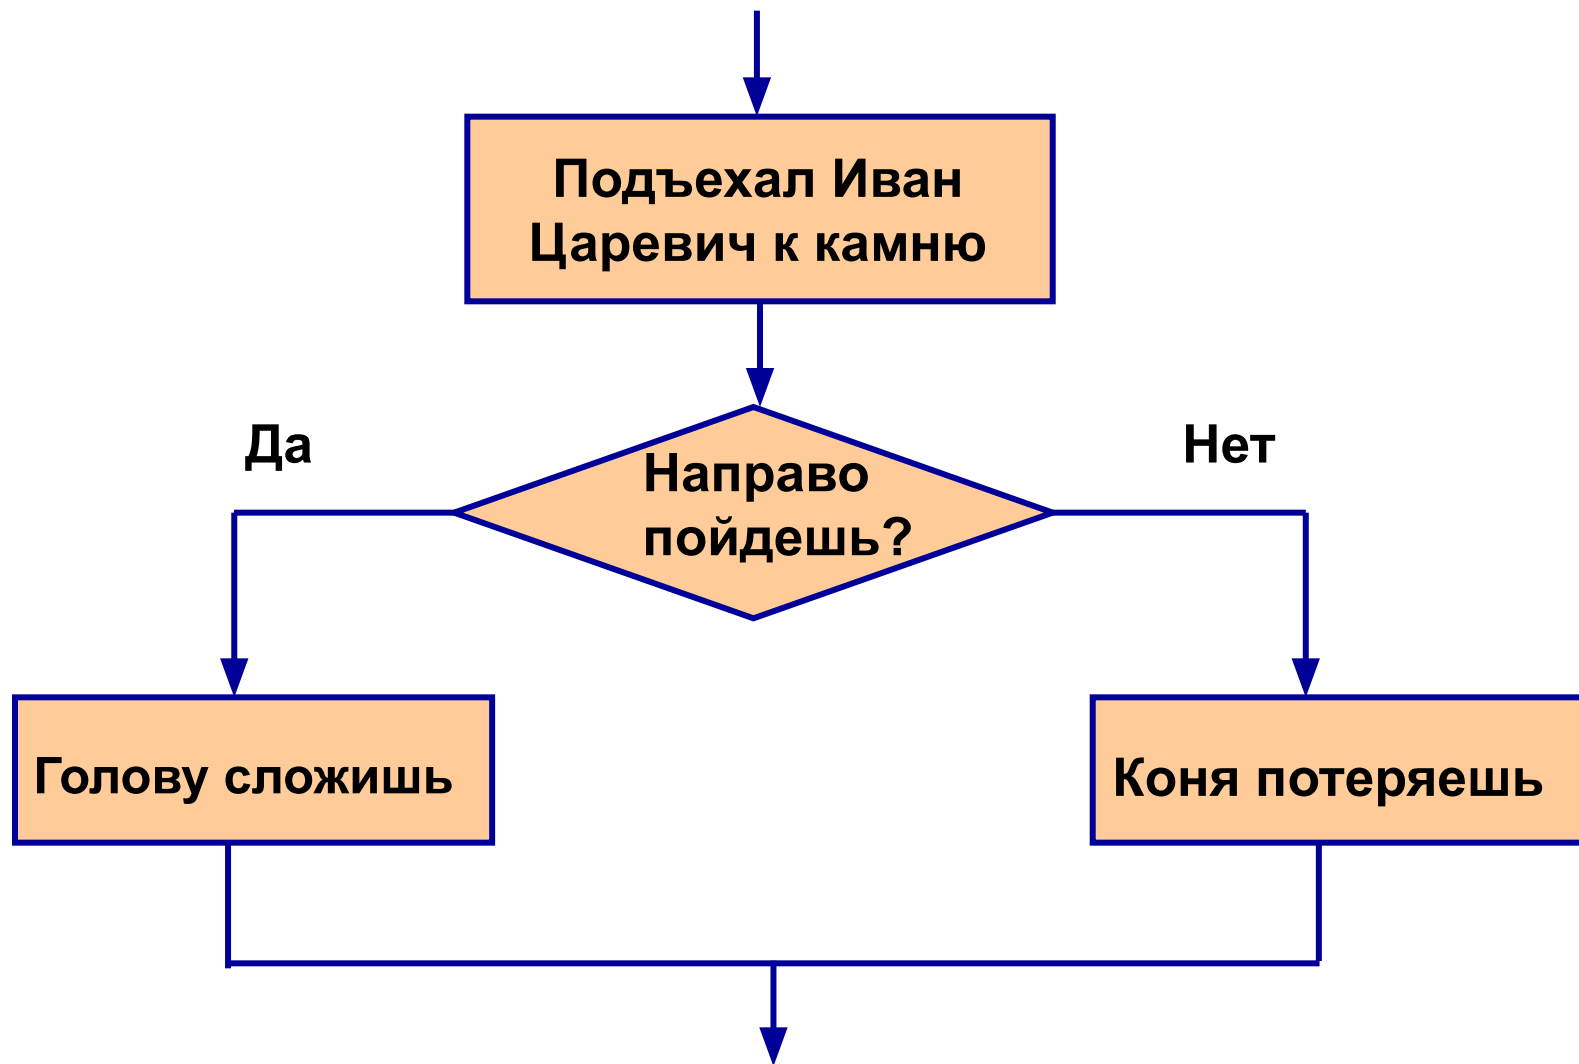 Подъехал Иван
Царевич к камню
Да
Нет
Направо
пойдешь?
Голову сложишь
Коня потеряешь